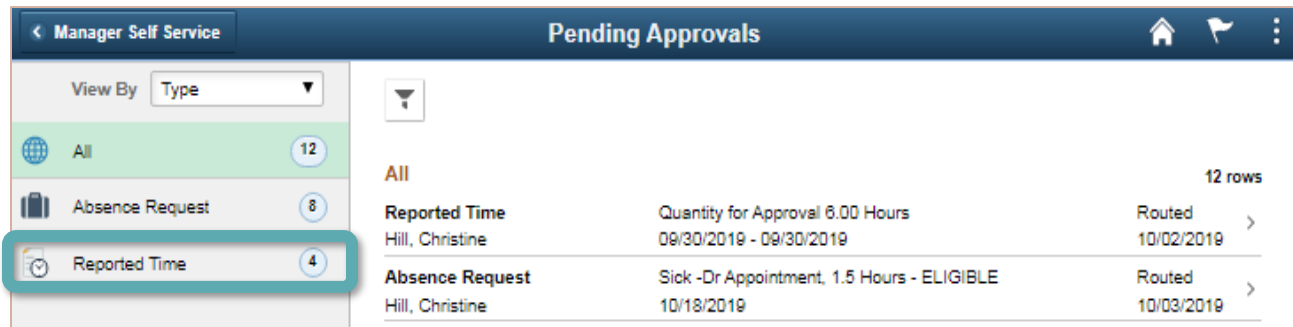 Manager Self Service
Pending Approvals
View By Type
All 12
Absence Request 8
Reported Time 4
All 12 rows
Reported Time Quantity for Approval 6.00 Hours Routed
Hill, Christine 09/30/2019 - 09/30/2019 10/02/2019
Absence Request Sick -Dr Appointment, 1.5 Hours - ELIGIBLE Routed
Hill, Christine 10/18/2019 10/03/2019